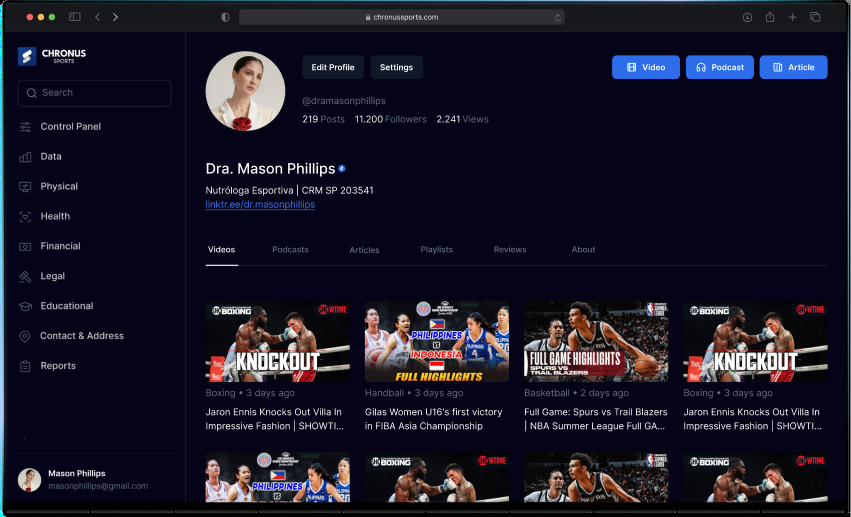 chronussports.com
CHRONUS
SPORTS
Search
Control Panel
Data
Physical
Health
Financial
Legal
Educational
Contact & Address
Reports
Mason Phillips
masonphillips@gmail.com
Edit Profile
Settings
Video
Podcast
Article
@dramasonphillips
219 Posts 11.200 Followers 2.241 Views
Dra. Mason Phillips
Nutróloga Esportiva | CRM SP 203541
linktr.ee/dr.masonphillips
Videos
Podcasts
Articles
Playlists
Reviews
About
BOXING
SHOWTIME
KNOCKOUT
Boxing • 3 days ago
Jaron Ennis Knocks Out Villa In
Impressive Fashion | SHOWTI...
PHILIPPINES
VS
INDONESIA
FULL HIGHLIGHTS
Handball • 3 days ago
Gilas Women U16's first victory
in FIBA Asia Championship
FULL GAME HIGHLIGHTS
SPURS VS
TRAIL BLAZERS
Basketball • 2 days ago
Full Game: Spurs vs Trail Blazers
| NBA Summer League Full GA...
BOXING
SHOWTIME
KNOCKOUT
Boxing • 3 days ago
Jaron Ennis Knocks Out Villa In
Impressive Fashion | SHOWTI...
PHILIPPINES
VS
BOXING
SHOWTIME
BOXING
SHOWTIME